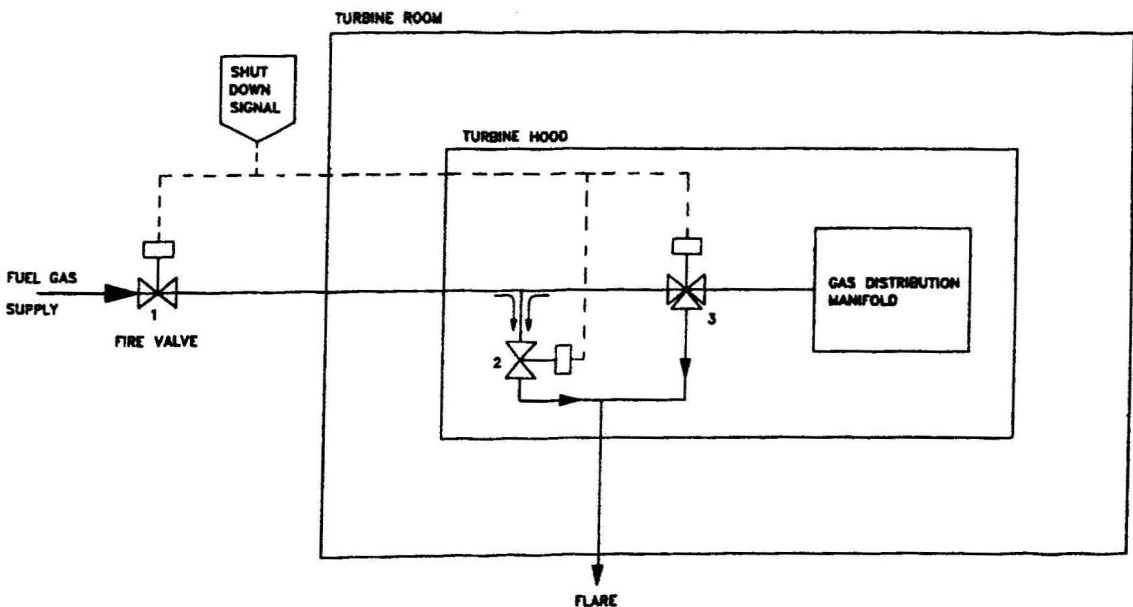 TURBINE ROOM
SHUT
DOWN
SIGNAL
TURBINE HOOD
FUEL GAS
SUPPLY
1
FIRE VALVE
2
3
GAS DISTRIBUTION
MANIFOLD
FLARE